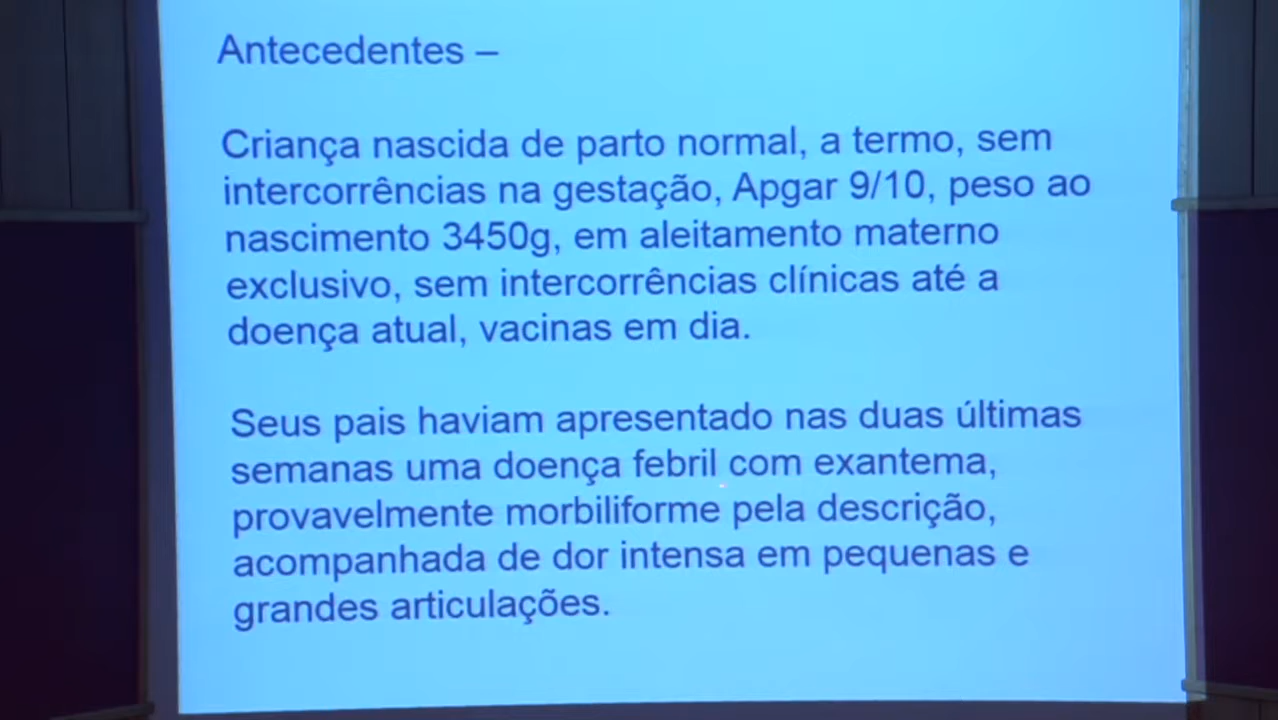 Antecedentes –
Criança nascida de parto normal, a termo, sem
intercorrências na gestação, Apgar 9/10, peso ao
nascimento 3450g, em aleitamento materno
exclusivo, sem intercorrências clínicas até a
doença atual, vacinas em dia.
Seus pais haviam apresentado nas duas últimas
semanas uma doença febril com exantema,
provavelmente morbiliforme pela descrição,
acompanhada de dor intensa em pequenas e
grandes articulações.